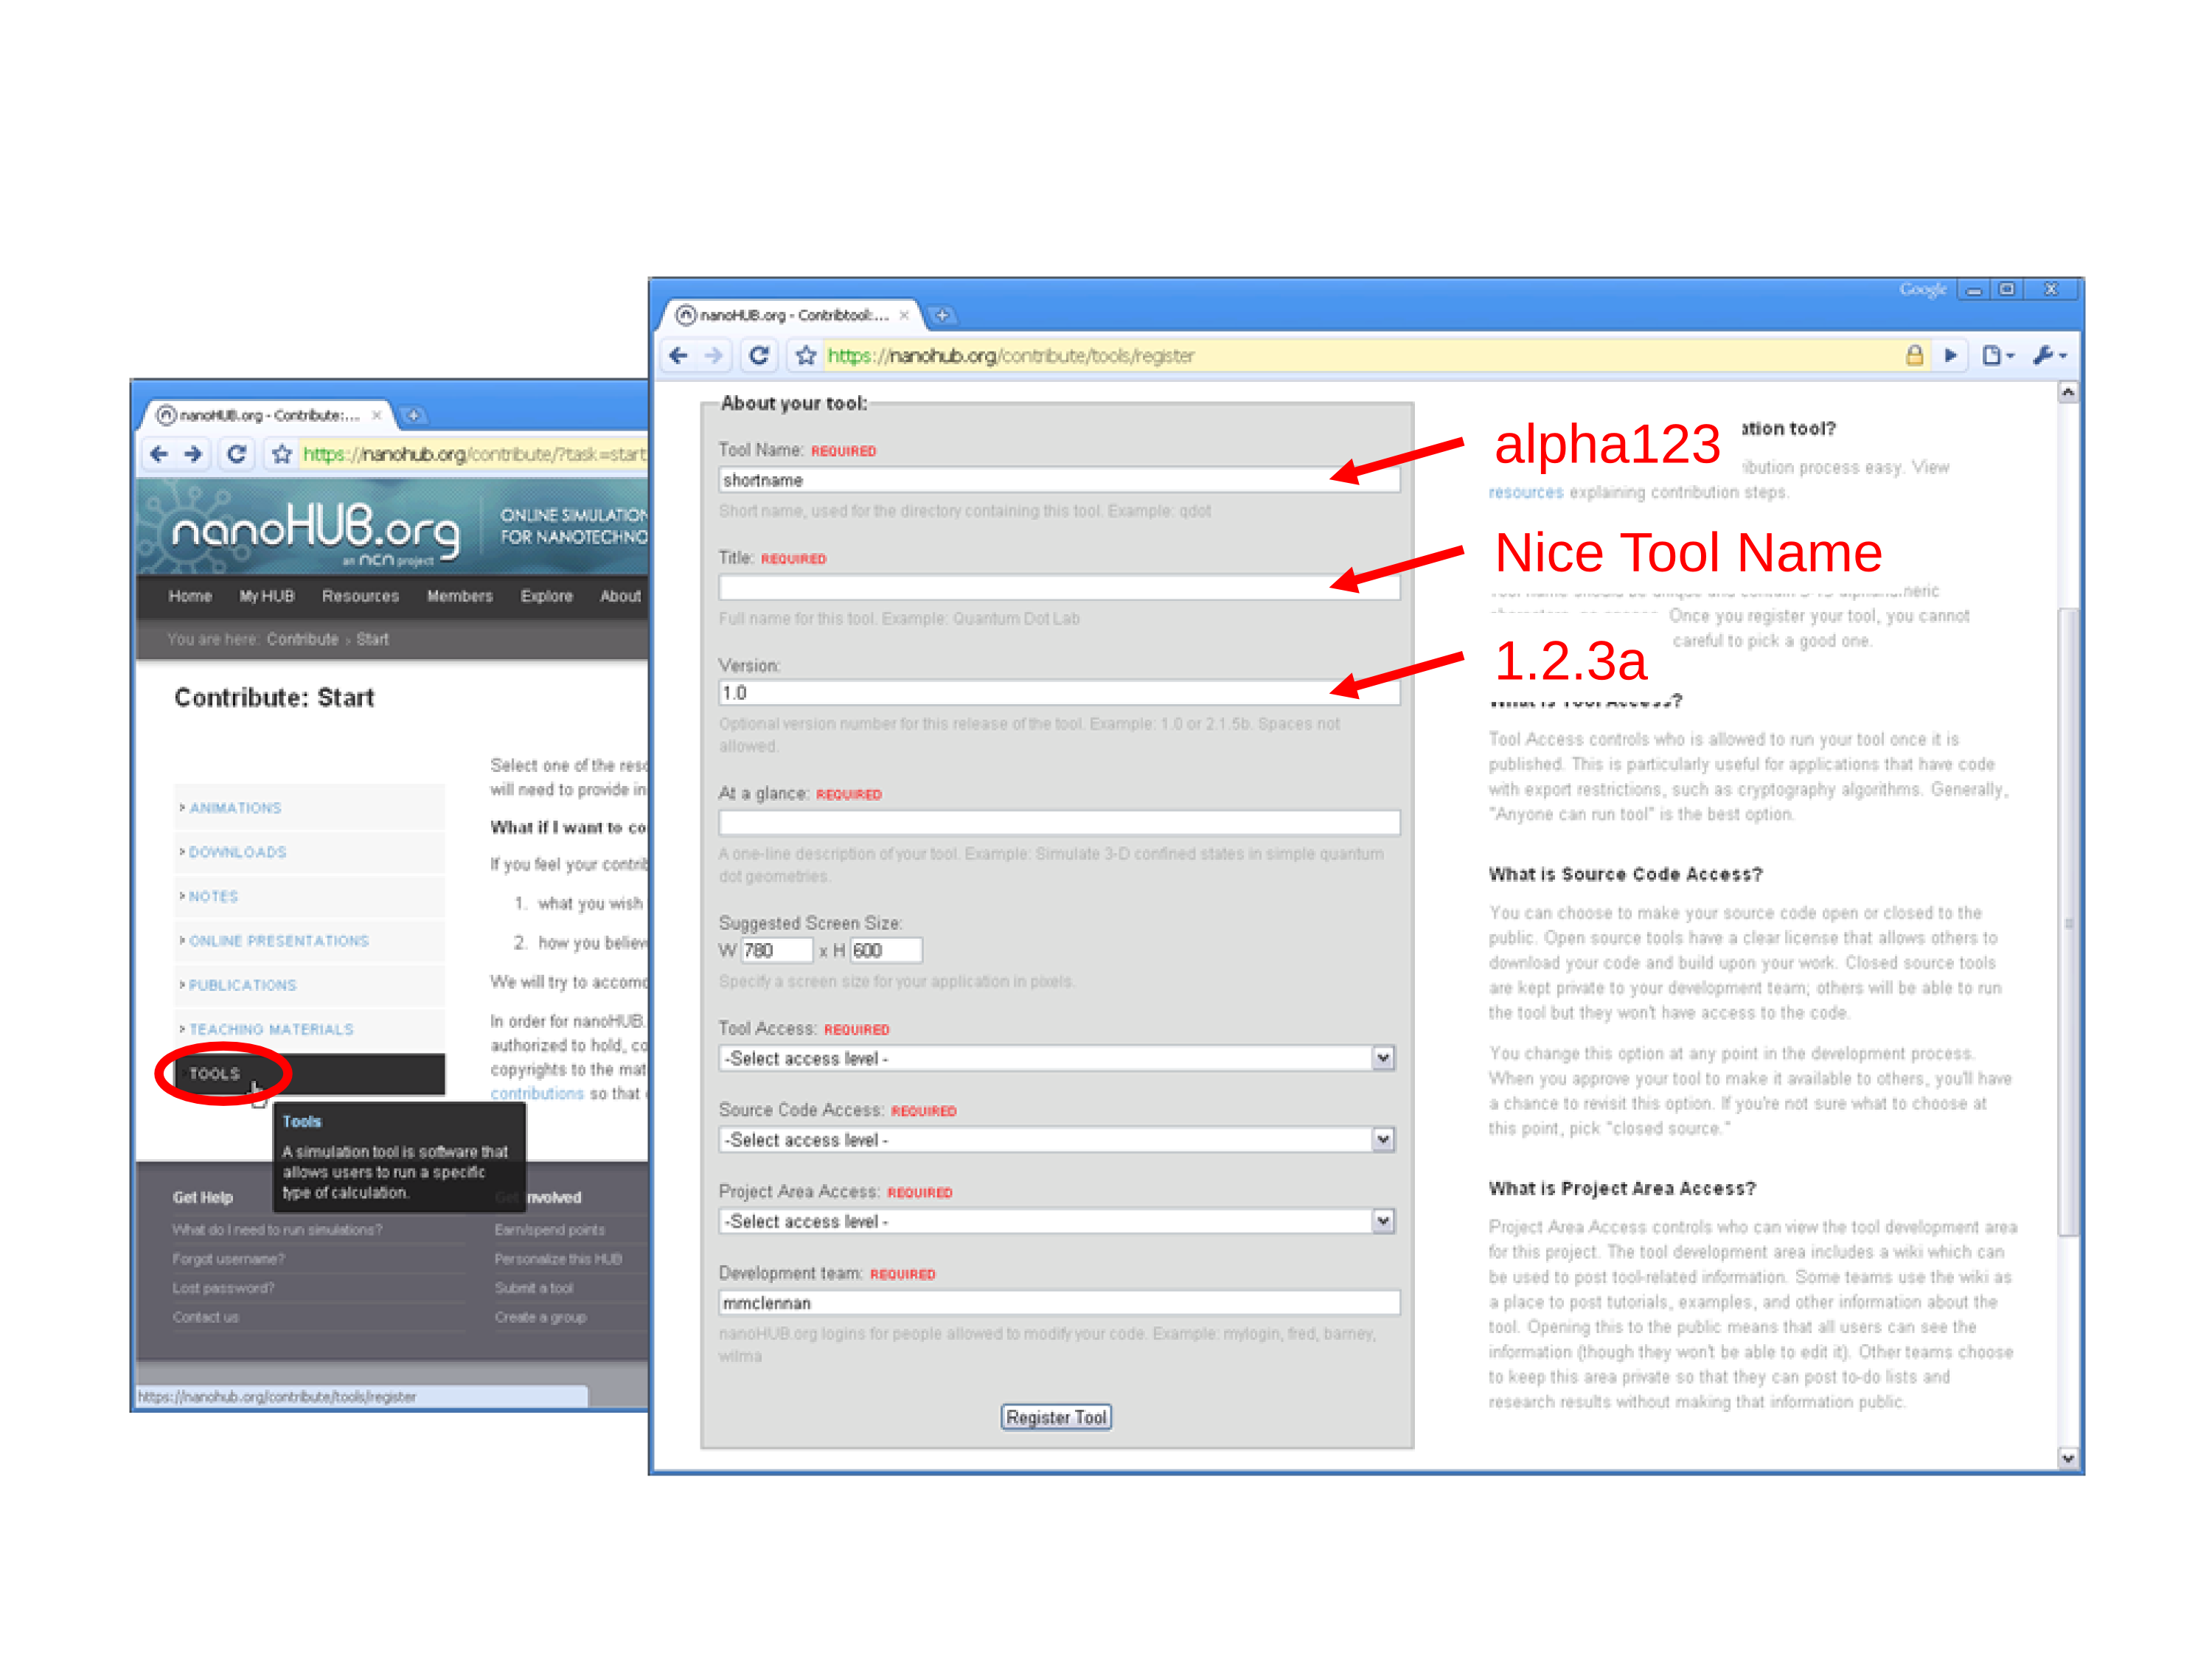 nanoHUB.org - Contribute:...
https://nanohub.org/contribute/?task=start
nanoHUB.org
an ncn project
ONLINE SIMULATION
FOR NANOTECHNO
Home My HUB Resources Members Explore About
You are here: Contribute > Start
Contribute: Start
ANIMATIONS
DOWNLOADS
NOTES
ONLINE PRESENTATIONS
PUBLICATIONS
TEACHING MATERIALS
TOOLS
Select one of the reso
will need to provide in
What if I want to co
If you feel your contrib
1. what you wish
2. how you believ
We will try to accomo
In order for nanoHUB.
authorized to hold, co
copyrights to the mat
contributions so that
Tools
A simulation tool is software that
allows users to run a specific
type of calculation.
Get Help
What do I need to run simulations?
Forgot username?
Lost password?
Contact us
Get Involved
Earn/spend points
Personalize this HUB
Submit a tool
Create a group
https://nanohub.org/contribute/tools/register
Google
nanoHUB.org - Contribtool:...
https://nanohub.org/contribute/tools/register
About your tool:
Tool Name: REQUIRED
shortname
Short name, used for the directory containing this tool. Example: qdot
Title: REQUIRED
Full name for this tool. Example: Quantum Dot Lab
Version:
1.0
Optional version number for this release of the tool. Example: 1.0 or 2.1.5b. Spaces not
allowed.
At a glance: REQUIRED
A one-line description of your tool. Example: Simulate 3-D confined states in simple quantum
dot geometries.
Suggested Screen Size:
W 780 x H 600
Specify a screen size for your application in pixels.
Tool Access: REQUIRED
-Select access level -
Source Code Access: REQUIRED
-Select access level -
Project Area Access: REQUIRED
-Select access level -
Development team: REQUIRED
mmclennan
nanoHUB.org logins for people allowed to modify your code. Example: mylogin, fred, barney,
wilma
Register Tool
alpha123
ation tool?
ibution process easy. View
resources explaining contribution steps.
Nice Tool Name
neric
Once you register your tool, you cannot
careful to pick a good one.
1.2.3a
What is Tool Access?
Tool Access controls who is allowed to run your tool once it is
published. This is particularly useful for applications that have code
with export restrictions, such as cryptography algorithms. Generally,
"Anyone can run tool" is the best option.
What is Source Code Access?
You can choose to make your source code open or closed to the
public. Open source tools have a clear license that allows others to
download your code and build upon your work. Closed source tools
are kept private to your development team; others will be able to run
the tool but they won't have access to the code.
You change this option at any point in the development process.
When you approve your tool to make it available to others, you'll have
a chance to revisit this option. If you're not sure what to choose at
this point, pick "closed source."
What is Project Area Access?
Project Area Access controls who can view the tool development area
for this project. The tool development area includes a wiki which can
be used to post tool-related information. Some teams use the wiki as
a place to post tutorials, examples, and other information about the
tool. Opening this to the public means that all users can see the
information (though they won't be able to edit it). Other teams choose
to keep this area private so that they can post to-do lists and
research results without making that information public.